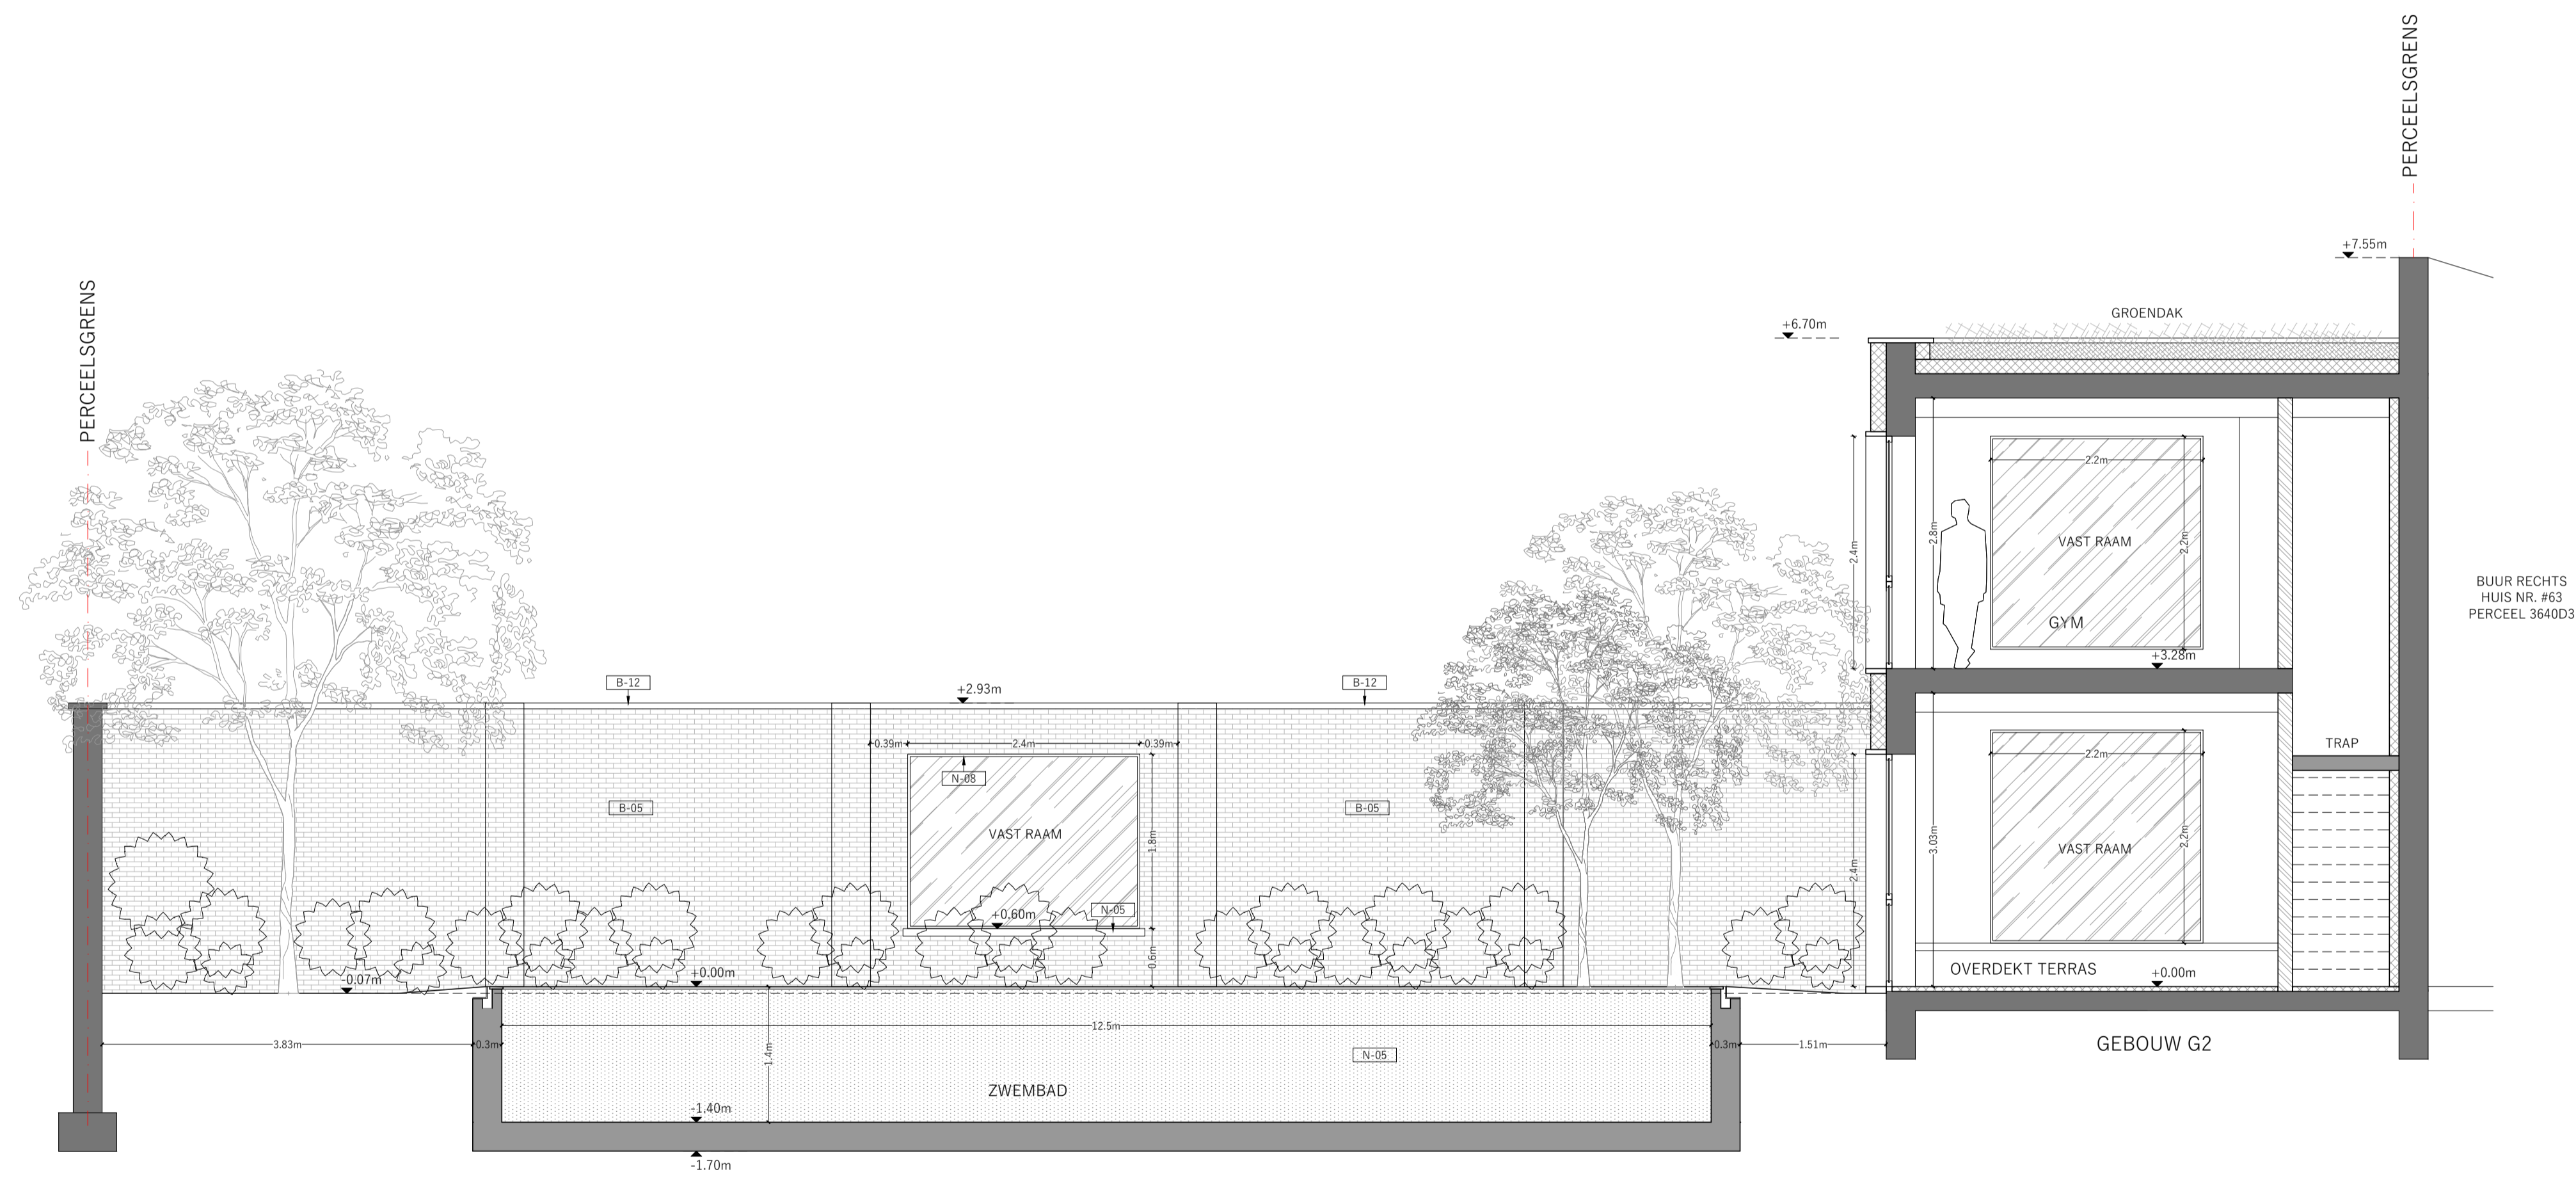 PERCEELSGRENS
PERCEELSGRENS
+7.55m
GROENDAK
+6.70m
2.2m
2.8m
2.4m
VAST RAAM
2.2m
GYM
+3.28m
BUUR RECHTS
HUIS NR. #63
PERCEEL 3640D3
B-12
+2.93m
B-12
0.39m
2.4m
0.39m
N-08
B-05
VAST RAAM
1.8m
B-05
TRAP
2.2m
3.03m
2.4m
VAST RAAM
2.2m
N-05
+0.60m
0.6m
-0.07m
+0.00m
OVERDEKT TERRAS
+0.00m
12.5m
3.83m
0.3m
1.4m
N-05
0.3m
1.51m
GEBOUW G2
ZWEMBAD
-1.40m
-1.70m